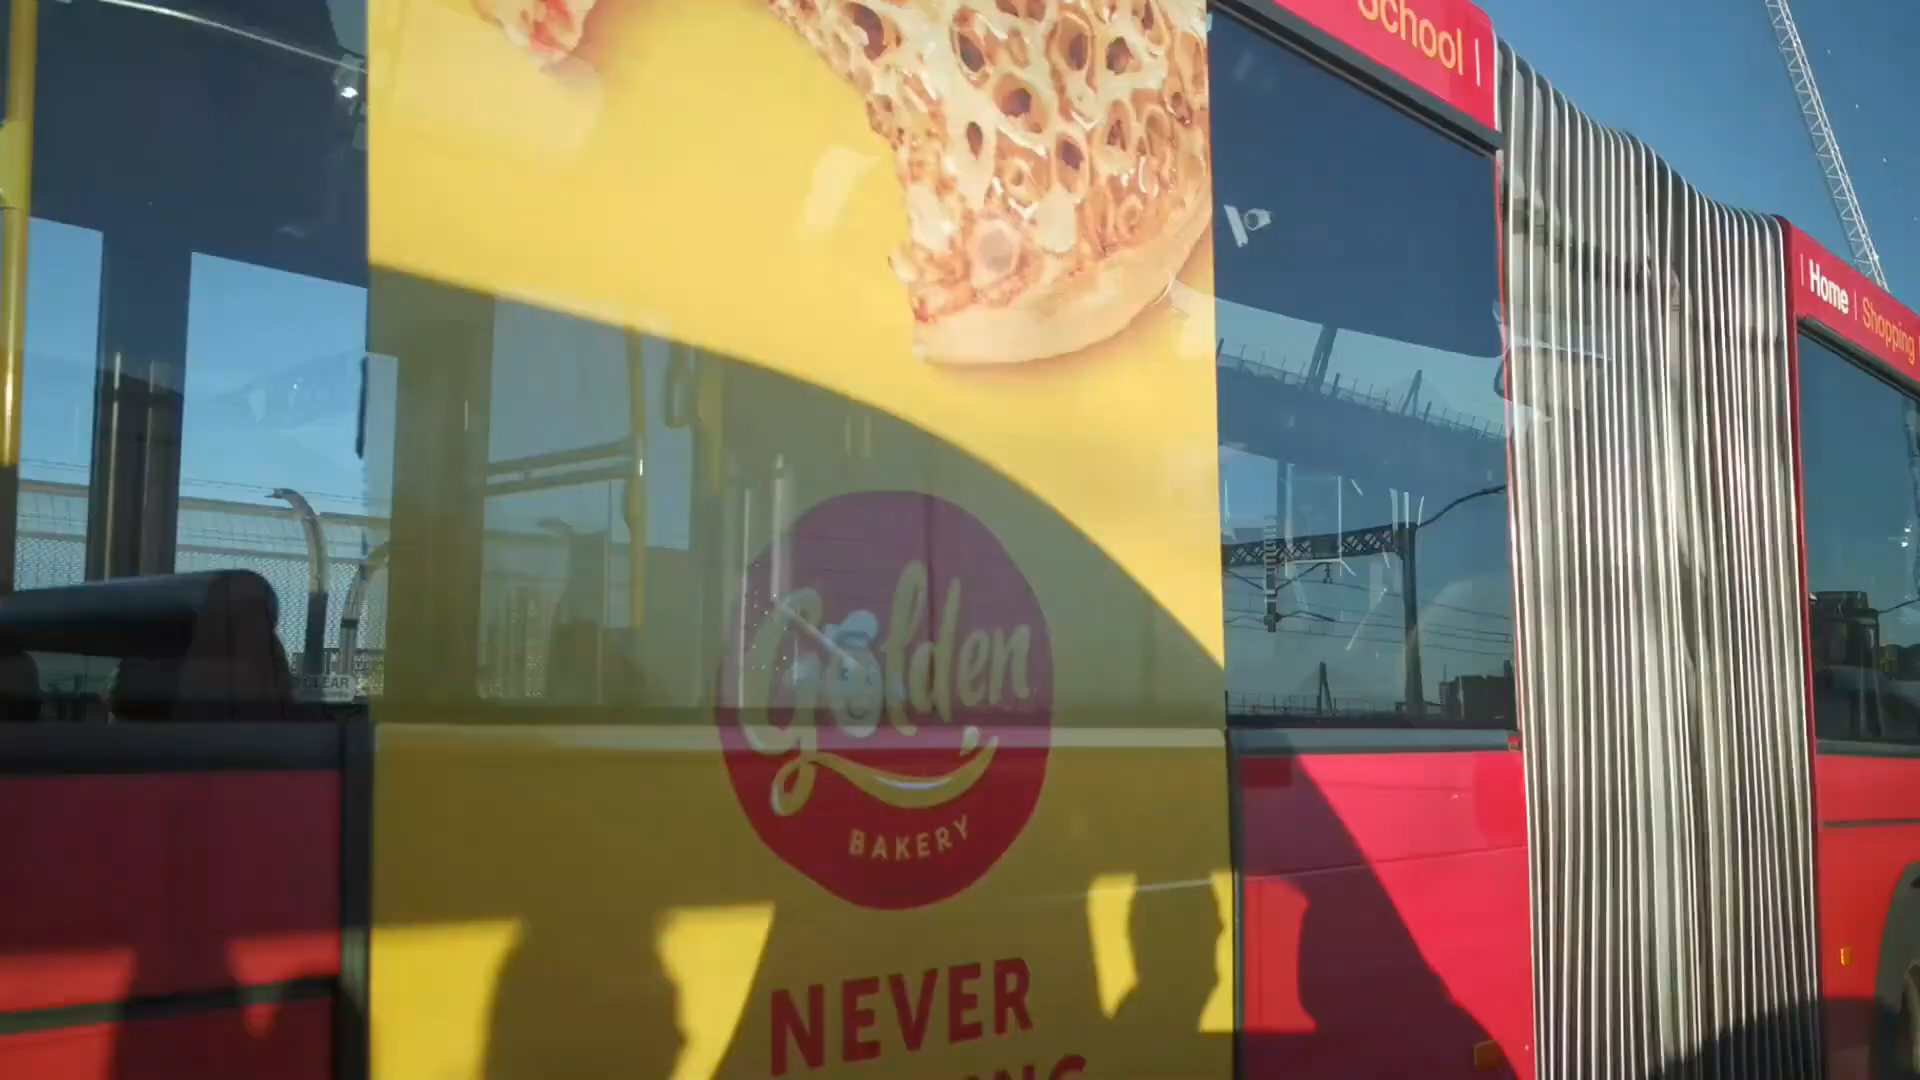 School |
| Home | Shopping
CLEAR
Golden
BAKERY
NEVER